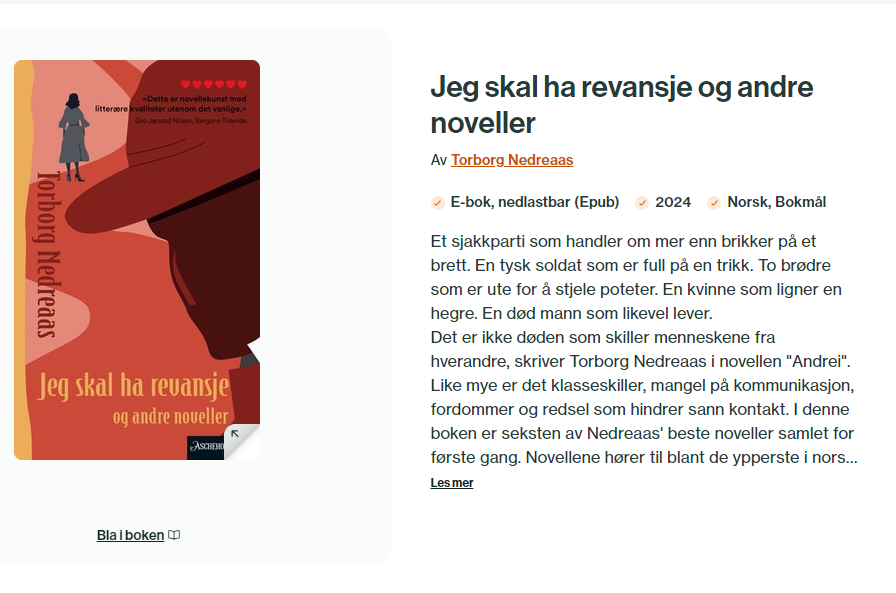 «Dette er novellekunst med
litterære kvaliteter utenom det vanlige.»
Gro Jørstad Nilsen, Bergens Tidende
Torborg Nedreaas
Jeg skal ha revansje
og andre noveller
Bla i boken
Jeg skal ha revansje og andre
noveller
Av Torborg Nedreaas
E-bok, nedlastbar (Epub) 2024 Norsk, Bokmål
Et sjakkparti som handler om mer enn brikker på et
brett. En tysk soldat som er full på en trikk. To brødre
som er ute for å stjele poteter. En kvinne som ligner en
hegre. En død mann som likevel lever.
Det er ikke døden som skiller menneskene fra
hverandre, skriver Torborg Nedreaas i novellen "Andrei".
Like mye er det klasseskiller, mangel på kommunikasjon,
fordommer og redsel som hindrer sann kontakt. I denne
boken er seksten av Nedreaas' beste noveller samlet for
første gang. Novellene hører til blant de ypperste i nors...
Les mer